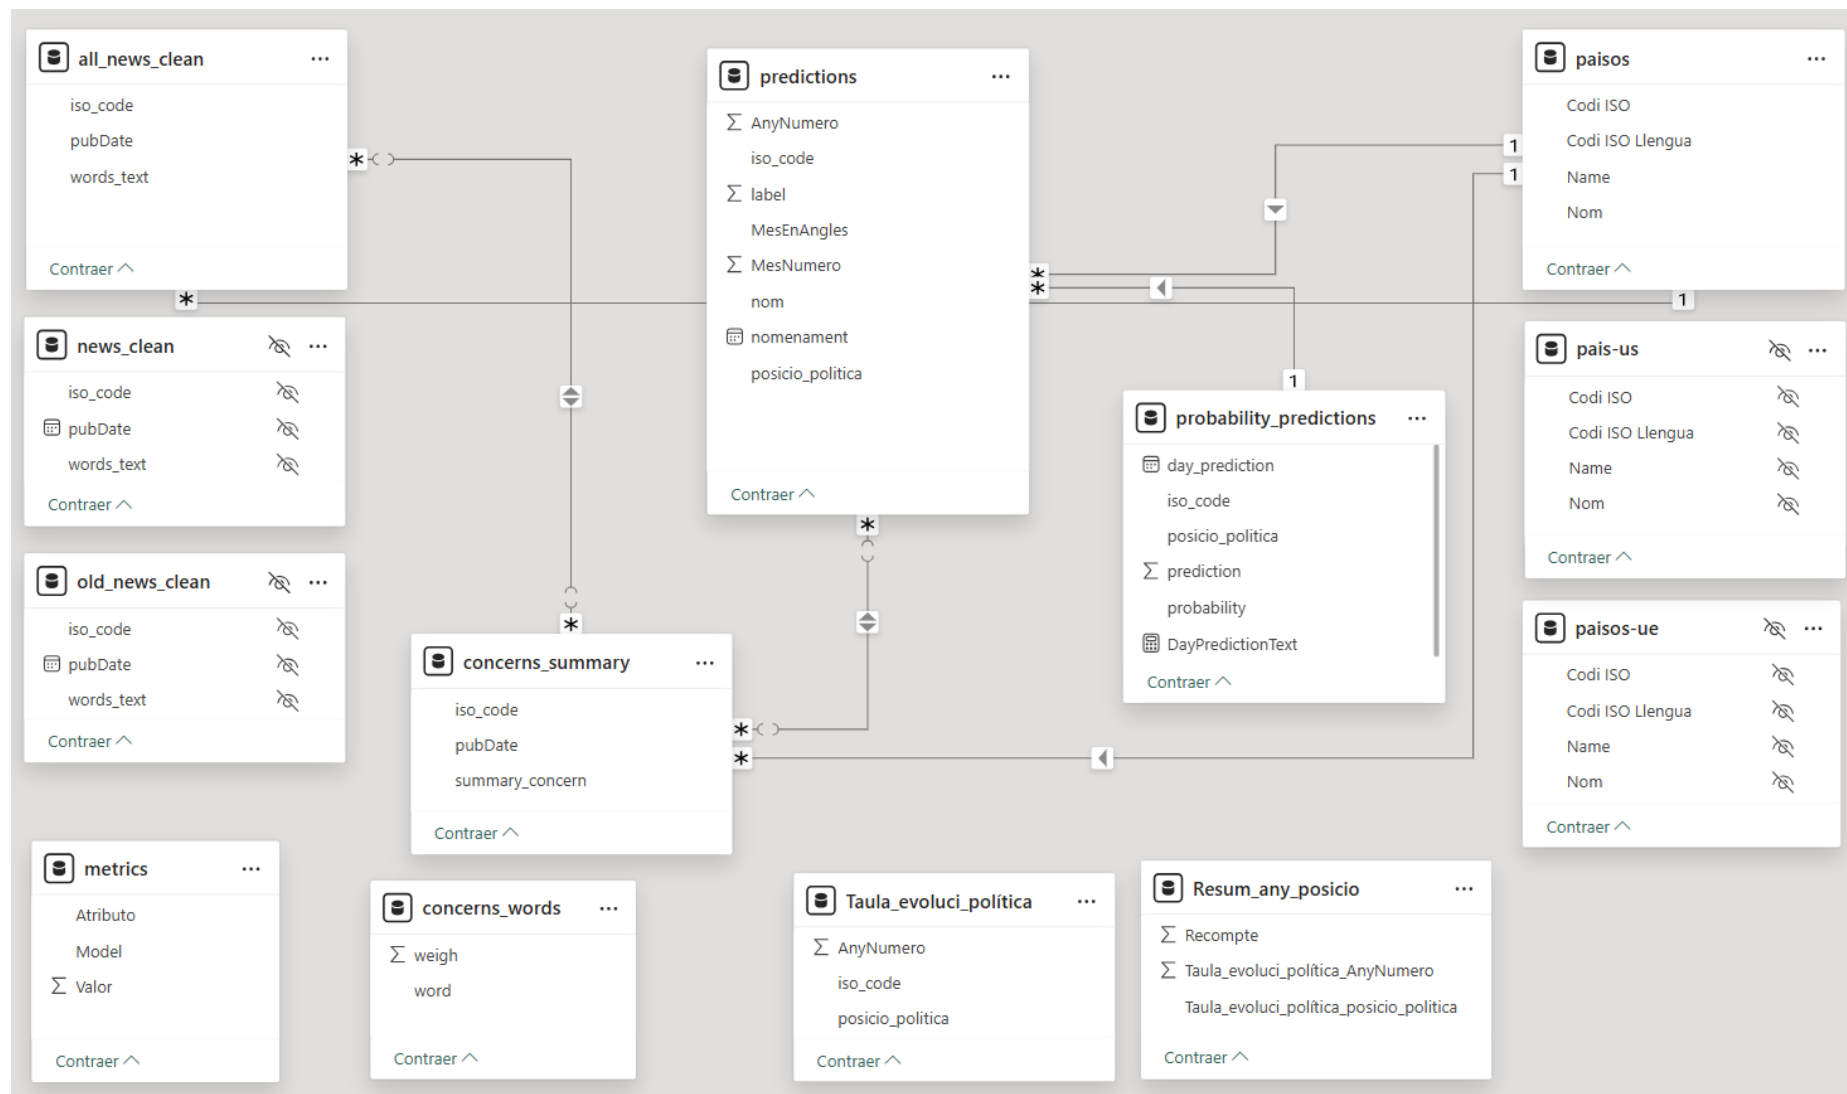 all_news_clean
iso_code
pubDate
words_text
Contraer
news_clean
iso_code
pubDate
words_text
Contraer
old_news_clean
iso_code
pubDate
words_text
Contraer
metrics
Atributo
Model
Valor
Contraer
concerns_summary
iso_code
pubDate
summary_concern
Contraer
concerns_words
weigh
word
Contraer
predictions
AnyNumero
iso_code
label
MesEnAngles
MesNumero
nom
nomenament
posicio_politica
Contraer
Taula_evoluci_política
AnyNumero
iso_code
posicio_politica
Contraer
probability_predictions
day_prediction
iso_code
posicio_politica
prediction
probability
DayPredictionText
Contraer
Resum_any_posicio
Recompte
Taula_evoluci_política_AnyNumero
Taula_evoluci_política_posicio_politica
Contraer
paisos
Codi ISO
Codi ISO Llengua
Name
Nom
Contraer
pais-us
Codi ISO
Codi ISO Llengua
Name
Nom
Contraer
paisos-ue
Codi ISO
Codi ISO Llengua
Name
Nom
Contraer
*
*
*
*
*
*
*
*
1
1
1
1